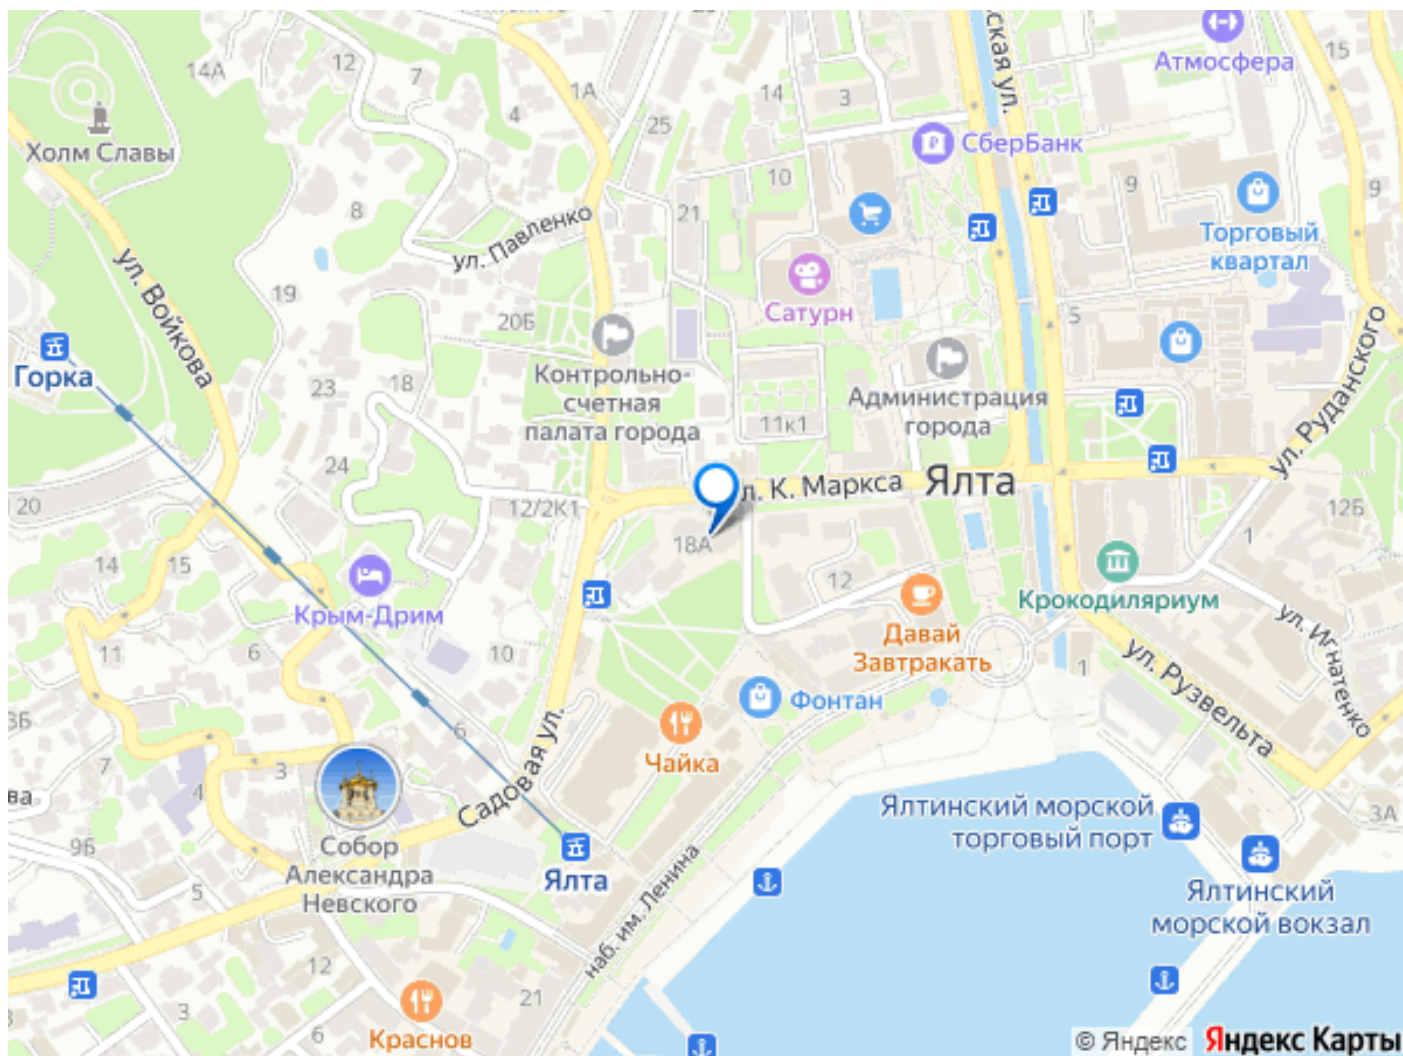 ская ул.
15
Атмосфера
12
14А
7
1А
14
3
4
25
СберБанк
Холм Славы
10
9
9
8
21
ул. Павленко
Торговый
квартал
ул. Войкова
19
20Б
Сатурн
5
ул. Руданского
Горка
Контрольно-
счетная
палата города
23
18
Администрация
города
11к1
24
20
12/2К1
ул. К. Маркса
Ялта
12Б
18А
1
14
15
12
Крым-Дрим
Крокодиляриум
ул. Игнатенко
Давай
Завтракать
11
6
10
1
ул. Рузвельта
3Б
6
Фонтан
Чайка
7
3
4
Садовая ул.
ва
Ялтинский морской
торговый порт
3А
9Б
Собор
Александра
Невского
Ялта
5
наб. им. Ленина
Ялтинский
морской вокзал
12
21
3
6
Краснов
© Яндекс Яндекс Карты